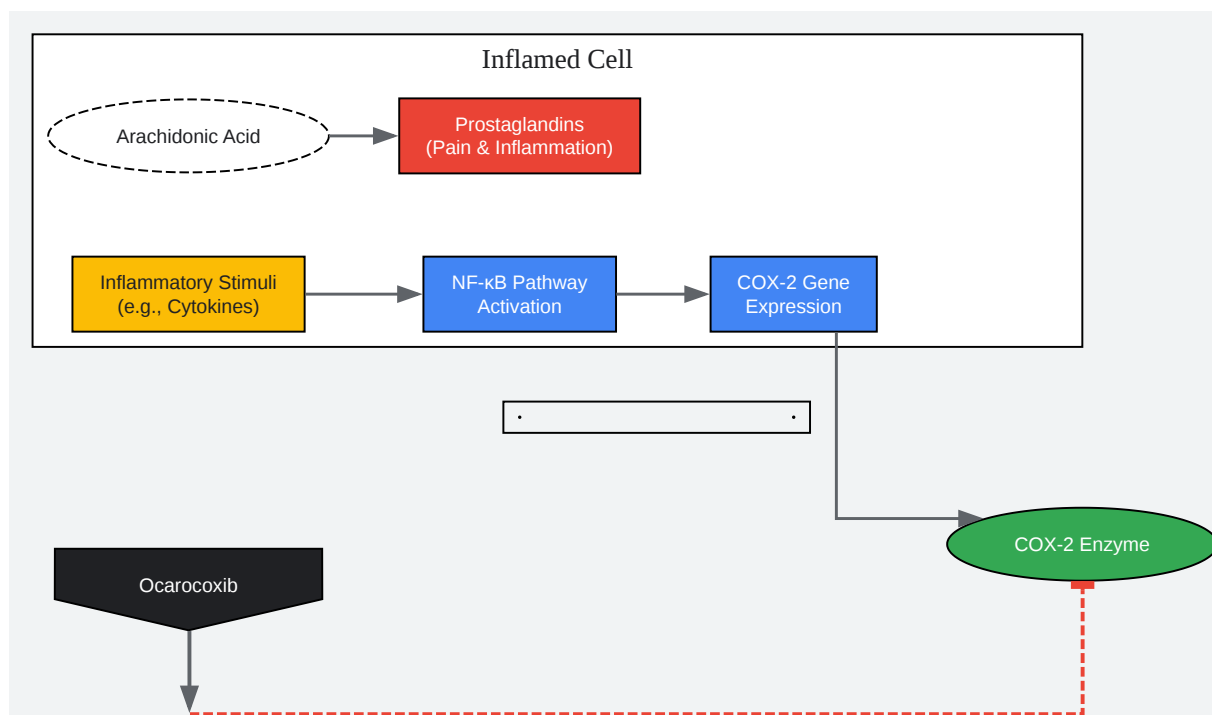 Inflamed Cell
Arachidonic Acid
Prostaglandins
(Pain & Inflammation)
Inflammatory Stimuli
(e.g., Cytokines)
NF-κB Pathway
Activation
COX-2 Gene
Expression
COX-2 Enzyme
Ocarocoxib